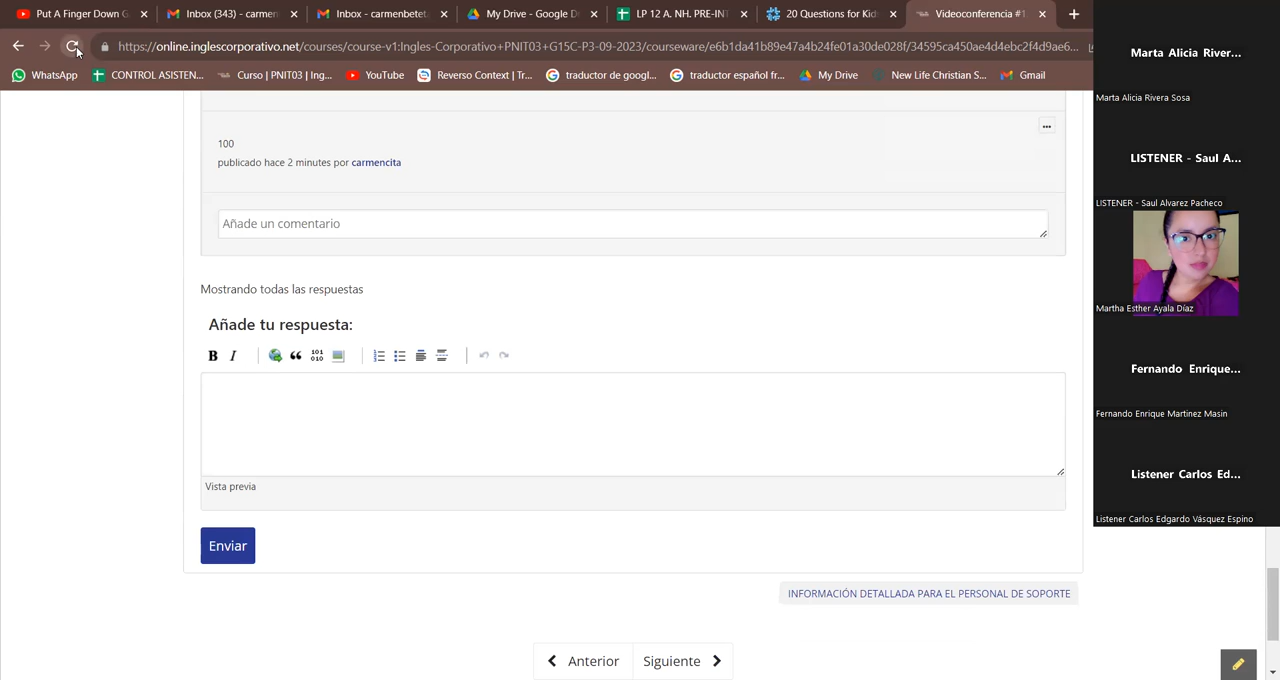 Put A Finger Down G
Inbox (343) - carmen
Inbox - carmenbeteta
My Drive - Google D
LP 12 A. NH. PRE-INT
20 Questions for Kid
Videoconferencia #1
https://online.inglescorporativo.net/courses/course-v1:Ingles-Corporativo+PNIT03+G15C-P3-09-2023/courseware/e6b1da41b89e47a4b24fe01a30de028f/34595ca450ae4d4ebc2f4d9ae6...
WhatsApp
CONTROL ASISTEN...
Curso | PNIT03 | Ing...
YouTube
Reverso Context | Tr...
traductor de googl...
traductor español fr...
My Drive
New Life Christian S...
Gmail
100
publicado hace 2 minutes por carmencita
Añade un comentario
Mostrando todas las respuestas
Añade tu respuesta:
B I
Vista previa
Enviar
INFORMACIÓN DETALLADA PARA EL PERSONAL DE SOPORTE
Anterior
Siguiente
Marta Alicia River...
Marta Alicia Rivera Sosa
LISTENER - Saul A...
LISTENER - Saul Alvarez Pacheco
Martha Esther Ayala Díaz
Fernando Enrique...
Fernando Enrique Martinez Masin
Listener Carlos Ed...
Listener Carlos Edgardo Vásquez Espino